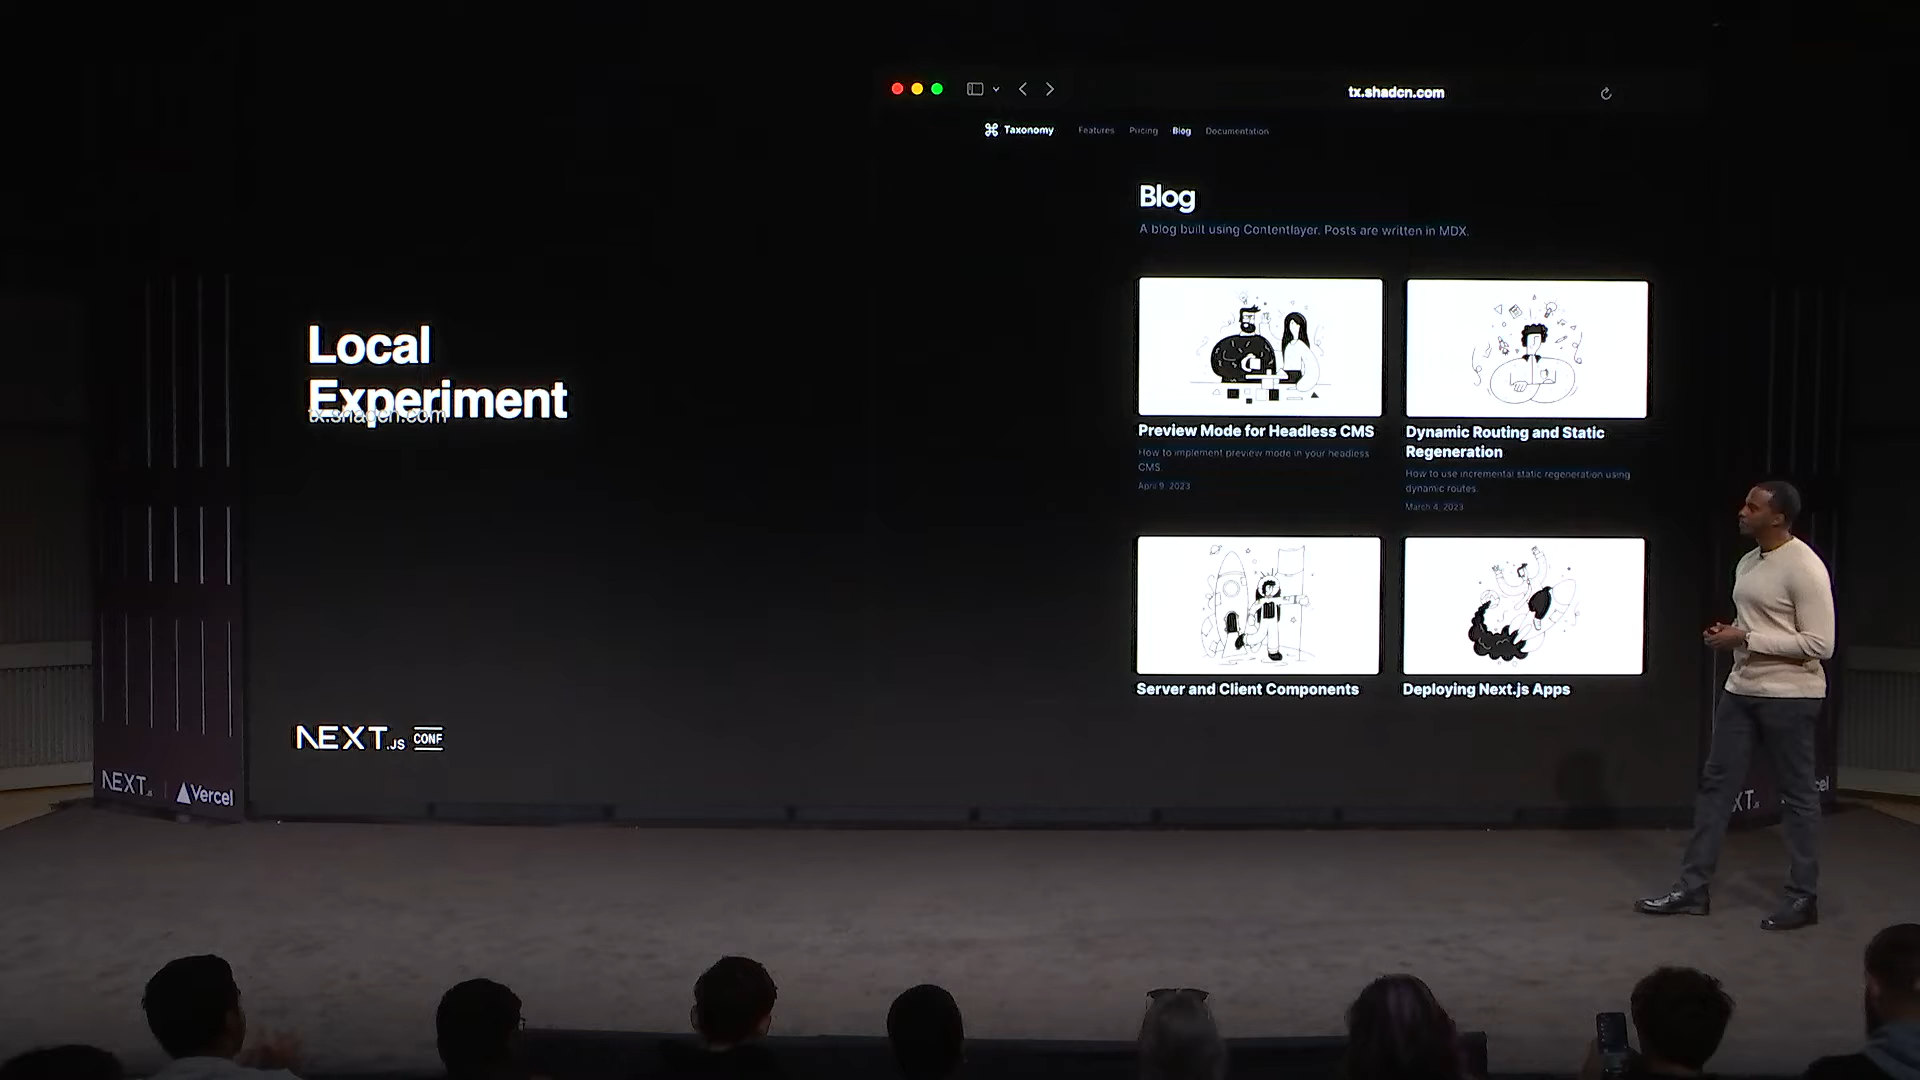 tx.shadcn.com
Taxonomy Features Pricing Blog Documentation
Blog
A blog built using Contentlayer. Posts are written in MDX.
Local
Experiment
tx.shadcn.com
Preview Mode for Headless CMS
How to implement preview mode in your headless
CMS.
April 9, 2023
Dynamic Routing and Static
Regeneration
How to use incremental static regeneration using
dynamic routes.
March 4, 2023
Server and Client Components
Deploying Next.js Apps
NEXT.JS CONF
NEXT.JS Vercel
XT.JS cel